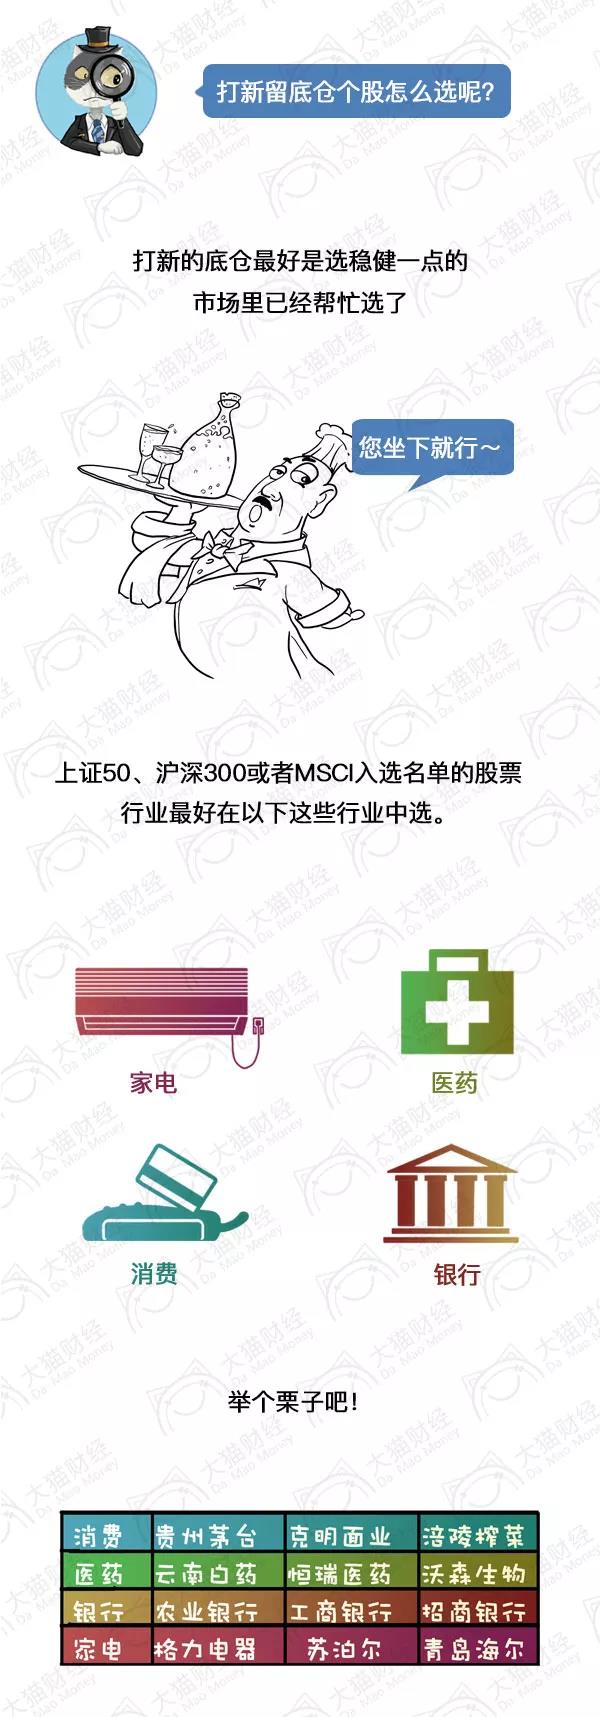 打新留底仓个股怎么选呢?
打新的底仓最好是选稳健一点的
市场里已经帮忙选了
您坐下就行～
上证50、沪深300或者MSCI入选名单的股票
行业最好在以下这些行业中选。
家电 医药
消费 银行
举个栗子吧!
消费 贵州茅台 克明面业 涪陵榨菜
医药 云南白药 恒瑞医药 沃森生物
银行 农业银行 工商银行 招商银行
家电 格力电器 苏泊尔 青岛海尔
大猫财经
Da Mao Money